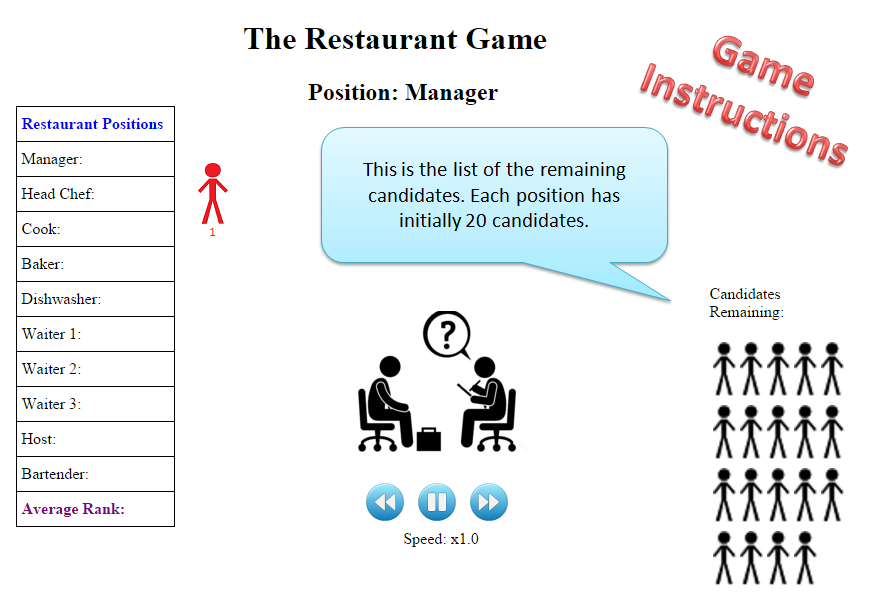 The Restaurant Game
Game
Instructions
Position: Manager
Restaurant Positions
Manager:
Head Chef:
Cook:
Baker:
Dishwasher:
Waiter 1:
Waiter 2:
Waiter 3:
Host:
Bartender:
Average Rank:
1
This is the list of the remaining
candidates. Each position has
initially 20 candidates.
?
Speed: x1.0
Candidates
Remaining: